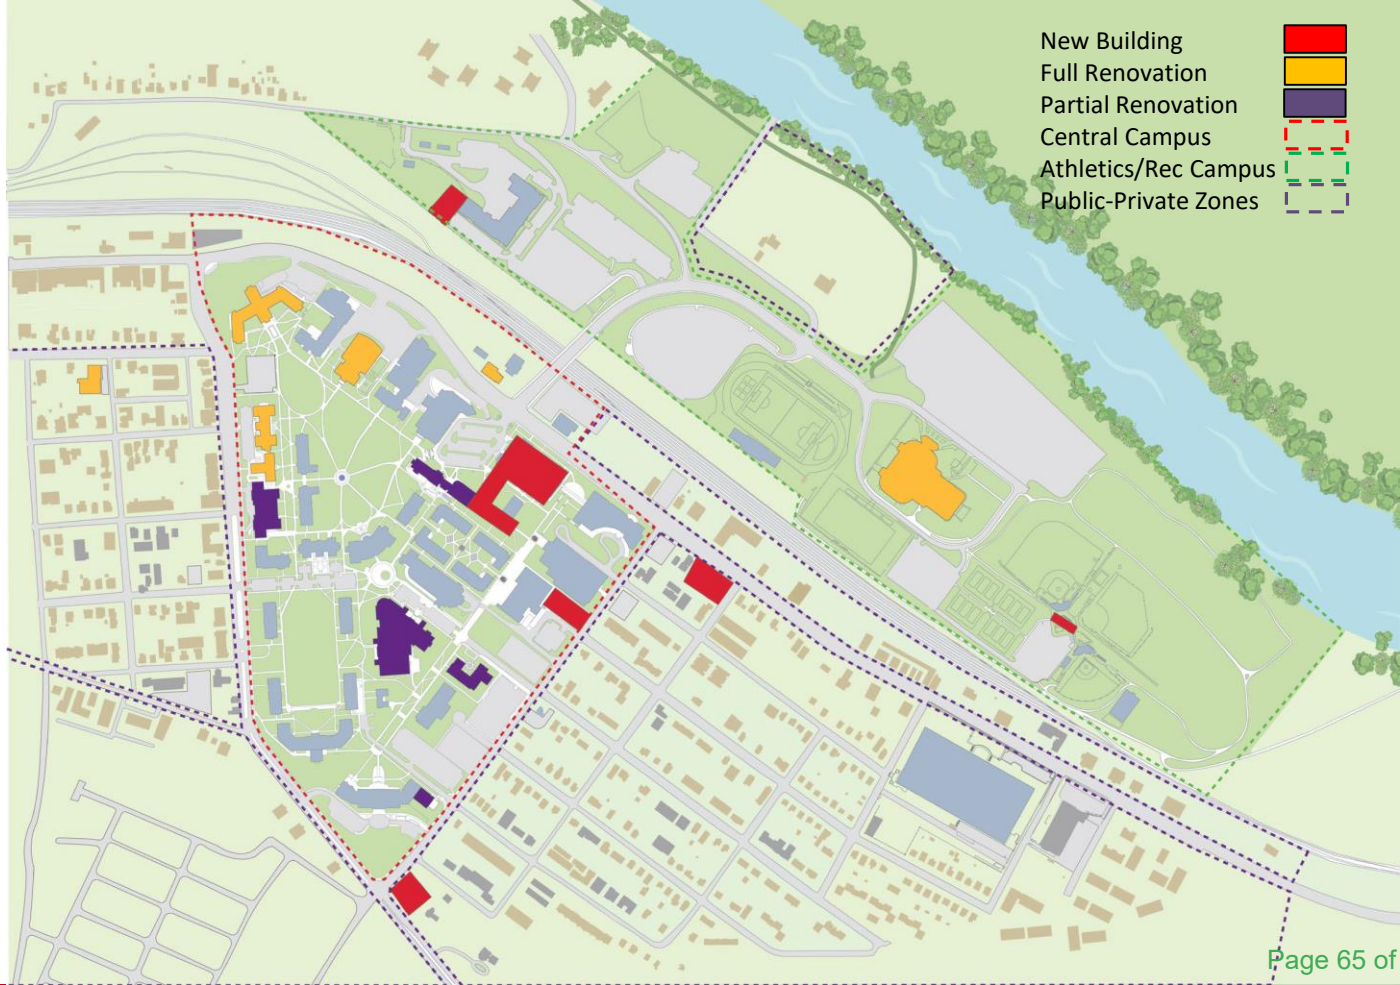 New Building
Full Renovation
Partial Renovation
Central Campus
Athletics/Rec Campus
Public-Private Zones
Page 65 of